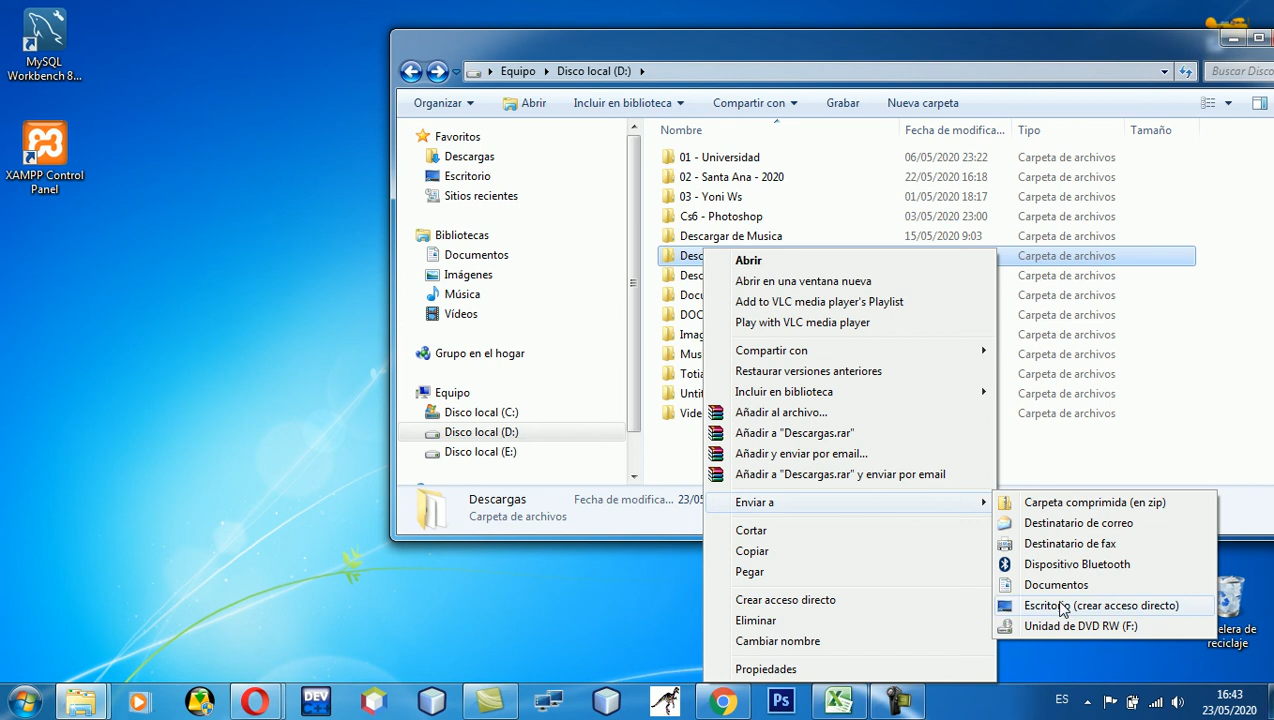 MySQL
Workbench 8...
XAMPP Control
Panel
Equipo
Disco local (D:)
Buscar Disco
Organizar
Abrir
Incluir en biblioteca
Compartir con
Grabar
Nueva carpeta
Favoritos
Descargas
Escritorio
Sitios recientes
Bibliotecas
Documentos
Imágenes
Música
Vídeos
Grupo en el hogar
Equipo
Disco local (C:)
Disco local (D:)
Disco local (E:)
Nombre
Fecha de modifica...
Tipo
Tamaño
01 - Universidad
06/05/2020 23:22
Carpeta de archivos
02 - Santa Ana - 2020
22/05/2020 16:18
Carpeta de archivos
03 - Yoni Ws
01/05/2020 18:17
Carpeta de archivos
Cs6 - Photoshop
03/05/2020 23:00
Carpeta de archivos
Descargar de Musica
15/05/2020 9:03
Carpeta de archivos
Desc
Carpeta de archivos
Desc
Carpeta de archivos
Docu
Carpeta de archivos
DOC
Carpeta de archivos
Imag
Carpeta de archivos
Mus
Carpeta de archivos
Totia
Carpeta de archivos
Unti
Carpeta de archivos
Vide
Carpeta de archivos
Abrir
Abrir en una ventana nueva
Add to VLC media player's Playlist
Play with VLC media player
Compartir con
Restaurar versiones anteriores
Incluir en biblioteca
Añadir al archivo...
Añadir a "Descargas.rar"
Añadir y enviar por email...
Añadir a "Descargas.rar" y enviar por email
Enviar a
Cortar
Copiar
Pegar
Crear acceso directo
Eliminar
Cambiar nombre
Propiedades
Carpeta comprimida (en zip)
Destinatario de correo
Destinatario de fax
Dispositivo Bluetooth
Documentos
Escritorio (crear acceso directo)
Unidad de DVD RW (F:)
Descargas
Fecha de modifica... 23/05
Carpeta de archivos
elera de
reciclaje
DEV
C++
Ps
ES
16:43
23/05/2020